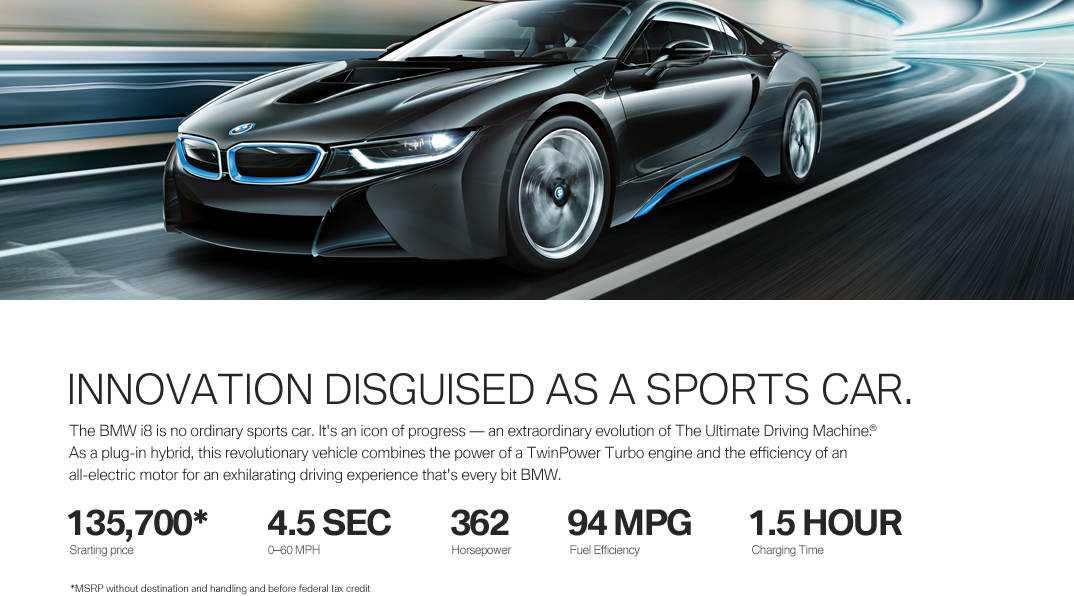 INNOVATION DISGUISED AS A SPORTS CAR.
The BMW i8 is no ordinary sports car. It's an icon of progress — an extraordinary evolution of The Ultimate Driving Machine.®
As a plug-in hybrid, this revolutionary vehicle combines the power of a TwinPower Turbo engine and the efficiency of an
all-electric motor for an exhilarating driving experience that's every bit BMW.
135,700* 4.5 SEC 362 94 MPG 1.5 HOUR
Srarting price 0–60 MPH Horsepower Fuel Efficiency Charging Time
*MSRP without destination and handling and before federal tax credit